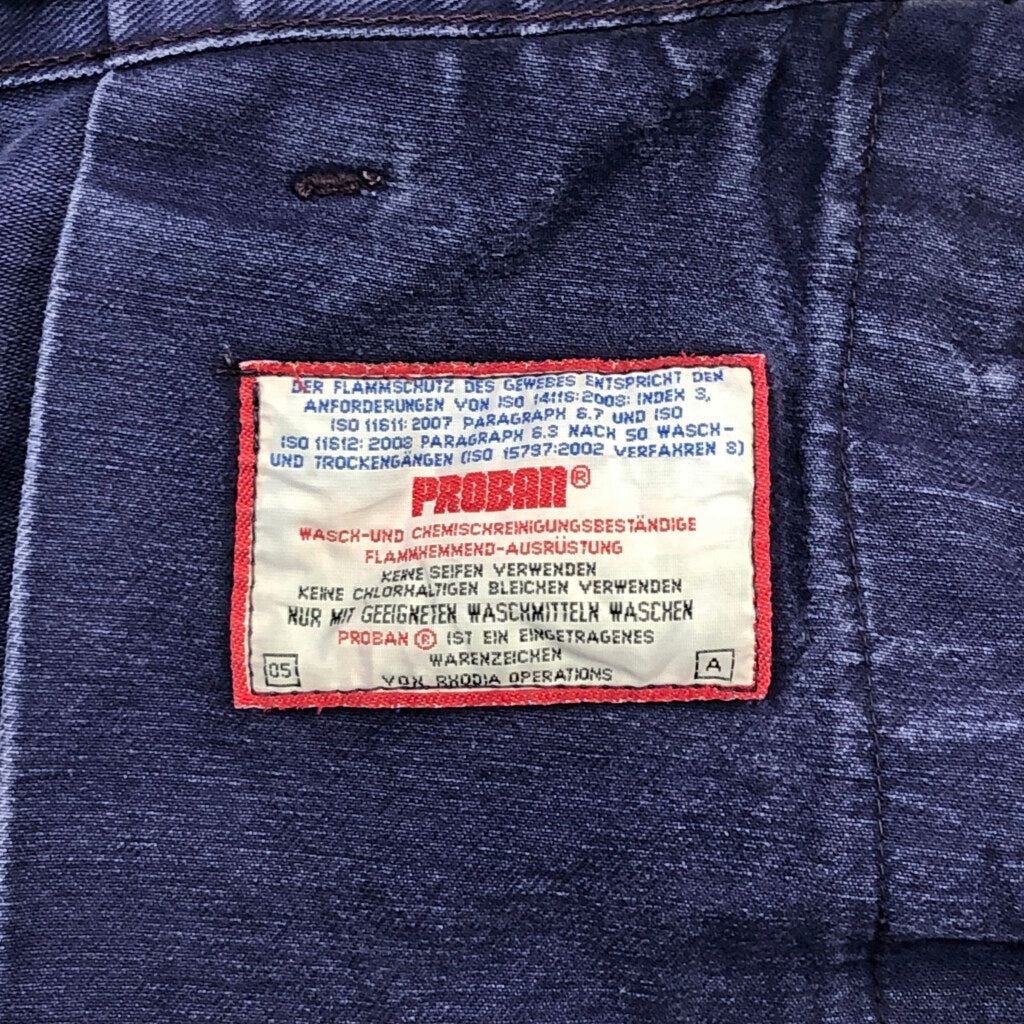 DER FLAMMSCHUTZ DES GEWEBES ENTSPRICHT DEN
ANFORDERUNGEN VON ISO 14116:2008: INDEX 3,
ISO 11611:2007 PARAGRAPH 6.7 UND ISO
ISO 11612:2008 PARAGRAPH 6.3 NACH 50 WASCH-
UND TROCKENGÄNGEN (ISO 15797:2002 VERFAHREN 8)
PROBAN®
WASCH-UND CHEMISCHREINIGUNGSBESTÄNDIGE
FLAMMHEMMEND-AUSRÜSTUNG
KEINE SEIFEN VERWENDEN
KEINE CHLORHALTIGEN BLEICHEN VERWENDEN
NUR MIT GEEIGNETEN WASCHMITTELN WASCHEN
PROBAN ® IST EIN EINGETRAGENES
WARENZEICHEN
VON RHODIA OPERATIONS
05 A